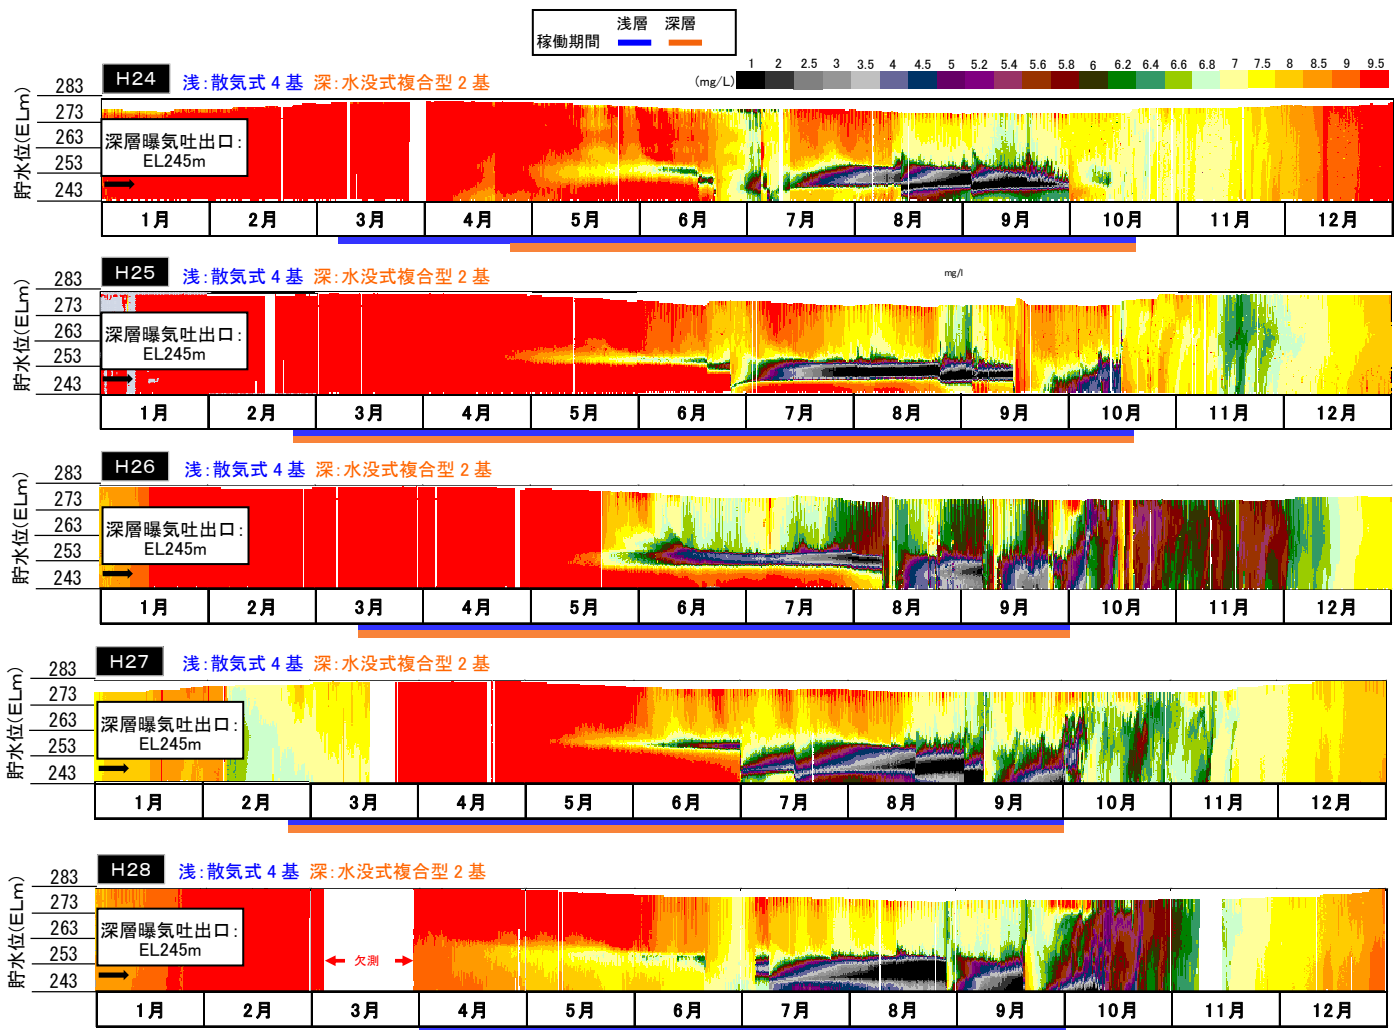 浅層 深層
稼働期間
H24 浅:散気式4基 深:水没式複合型2基
(mg/L) 1 2 2.5 3 3.5 4 4.5 5 5.2 5.4 5.6 5.8 6 6.2 6.4 6.6 6.8 7 7.5 8 8.5 9 9.5
貯水位(ELm)
283
273
263
253
243
深層曝気吐出口:
EL245m
1月 2月 3月 4月 5月 6月 7月 8月 9月 10月 11月 12月
H25 浅:散気式4基 深:水没式複合型2基
mg/l
貯水位(ELm)
283
273
263
253
243
深層曝気吐出口:
EL245m
1月 2月 3月 4月 5月 6月 7月 8月 9月 10月 11月 12月
H26 浅:散気式4基 深:水没式複合型2基
貯水位(ELm)
283
273
263
253
243
深層曝気吐出口:
EL245m
1月 2月 3月 4月 5月 6月 7月 8月 9月 10月 11月 12月
H27 浅:散気式4基 深:水没式複合型2基
貯水位(ELm)
283
273
263
253
243
深層曝気吐出口:
EL245m
1月 2月 3月 4月 5月 6月 7月 8月 9月 10月 11月 12月
H28 浅:散気式4基 深:水没式複合型2基
貯水位(ELm)
283
273
263
253
243
深層曝気吐出口:
EL245m
欠測
1月 2月 3月 4月 5月 6月 7月 8月 9月 10月 11月 12月